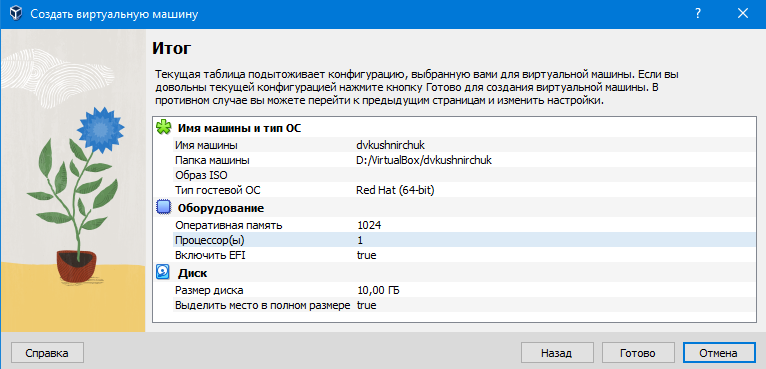 Создать виртуальную машину
?
Итог
Текущая таблица подытоживает конфигурацию, выбранную вами для виртуальной машины. Если вы
довольны текущей конфигурацией нажмите кнопку Готово для создания виртуальной машины. В
противном случае вы можете перейти к предыдущим страницам и изменить настройки.
Имя машины и тип ОС
Имя машины dvkushnirchuk
Папка машины D:/VirtualBox/dvkushnirchuk
Образ ISO
Тип гостевой ОС Red Hat (64-bit)
Оборудование
Оперативная память 1024
Процессор(ы) 1
Включить EFI true
Диск
Размер диска 10,00 ГБ
Выделить место в полном размере true
Справка Назад Готово Отмена